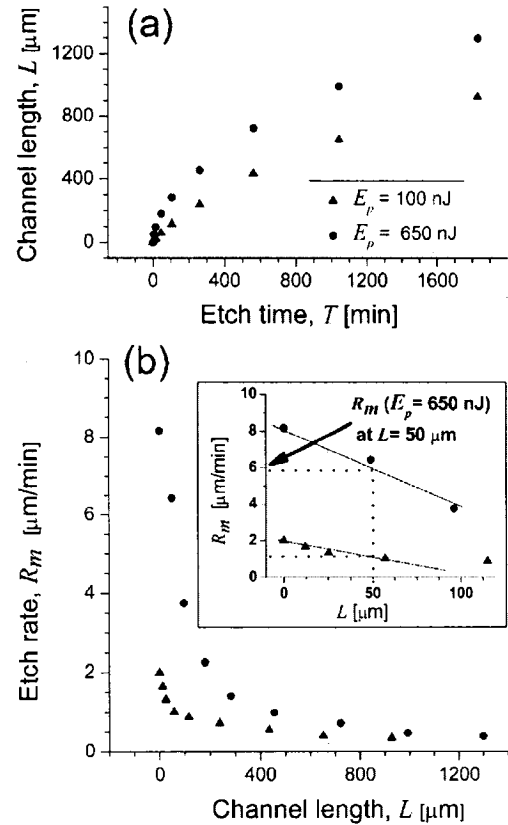 (a)
Channel length, L [μm]
1200
800
400
0
E_p = 100 nJ
E_p = 650 nJ
0 400 800 1200 1600
Etch time, T [min]
(b)
Etch rate, R_m [μm/min]
10
8
6
4
2
0
R_m (E_p = 650 nJ)
at L= 50 μm
R_m [μm/min]
10
8
6
4
2
0
0 50 100
L [μm]
0 400 800 1200
Channel length, L [μm]